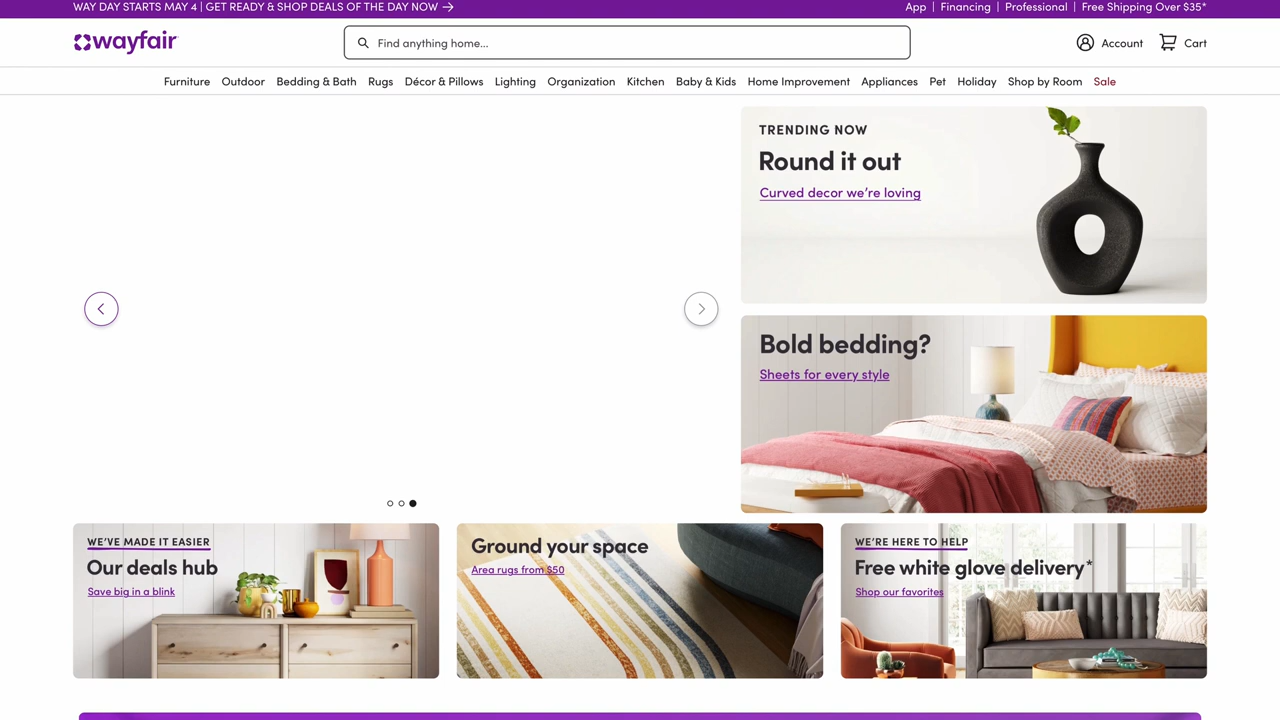 WAY DAY STARTS MAY 4 | GET READY & SHOP DEALS OF THE DAY NOW →
App | Financing | Professional | Free Shipping Over $35*
wayfair
Find anything home...
Account
Cart
Furniture Outdoor Bedding & Bath Rugs Décor & Pillows Lighting Organization Kitchen Baby & Kids Home Improvement Appliances Pet Holiday Shop by Room Sale
TRENDING NOW
Round it out
Curved decor we're loving
Bold bedding?
Sheets for every style
WE'VE MADE IT EASIER
Our deals hub
Save big in a blink
Ground your space
Area rugs from $50
WE'RE HERE TO HELP
Free white glove delivery*
Shop our favorites